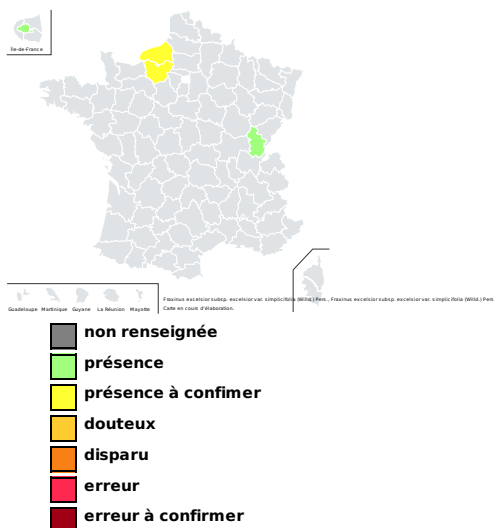 Île-de-France
Guadeloupe Martinique Guyane La Réunion Mayotte
Fraxinus excelsior subsp. excelsior var. simplicifolia (Willd.) Pers., Fraxinus excelsior subsp. excelsior var. simplicifolia (Willd.) Pers
Carte en cours d'élaboration.
non renseignée
présence
présence à confimer
douteux
disparu
erreur
erreur à confirmer